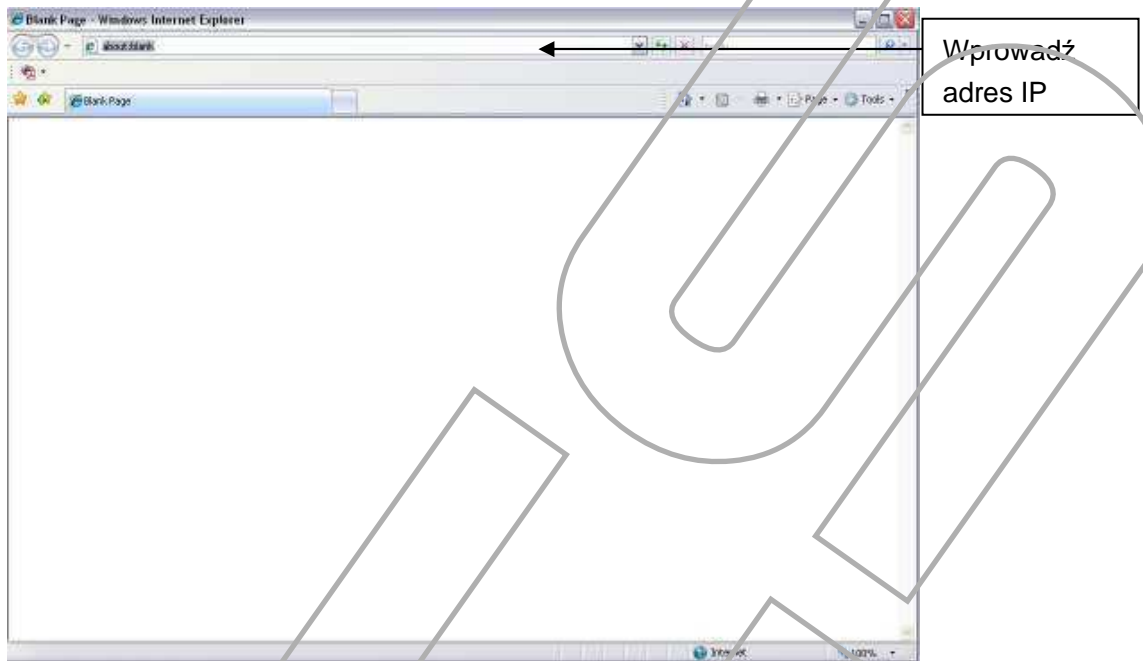 Blank Page - Windows Internet Explorer
about:blank
Wprowadź
adres IP
Blank Page
Page
Tools
Internet
100%